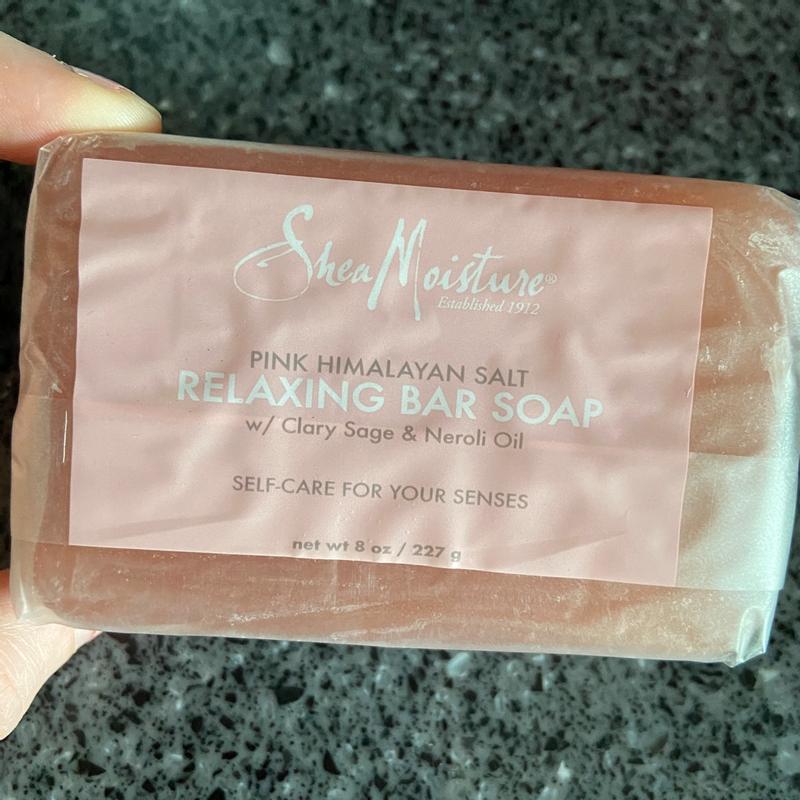 SheaMoisture®
Established 1912
PINK HIMALAYAN SALT
RELAXING BAR SOAP
w/ Clary Sage & Neroli Oil
SELF-CARE FOR YOUR SENSES
net wt 8 oz / 227 g